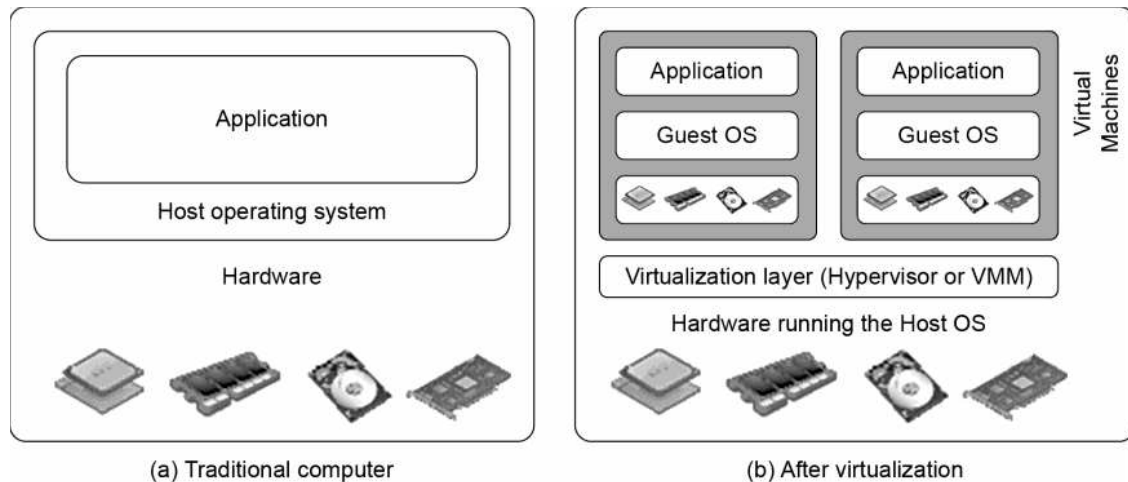 Application
Host operating system
Hardware
(a) Traditional computer
Application
Guest OS
Application
Guest OS
Virtual
Machines
Virtualization layer (Hypervisor or VMM)
Hardware running the Host OS
(b) After virtualization